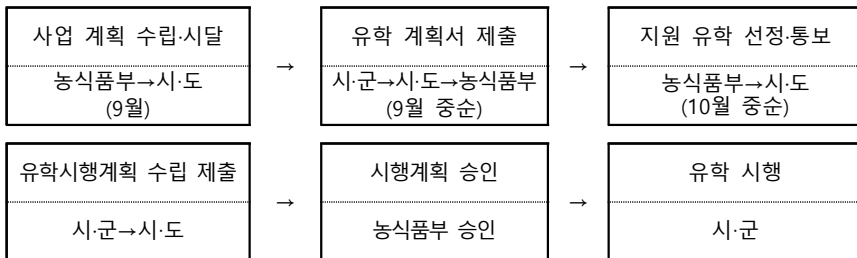 사업 계획 수립·시달
농식품부→시·도
(9월)
→
유학 계획서 제출
시·군→시·도→농식품부
(9월 중순)
→
지원 유학 선정·통보
농식품부→시·도
(10월 중순)
유학시행계획 수립 제출
시·군→시·도
→
시행계획 승인
농식품부 승인
→
유학 시행
시·군